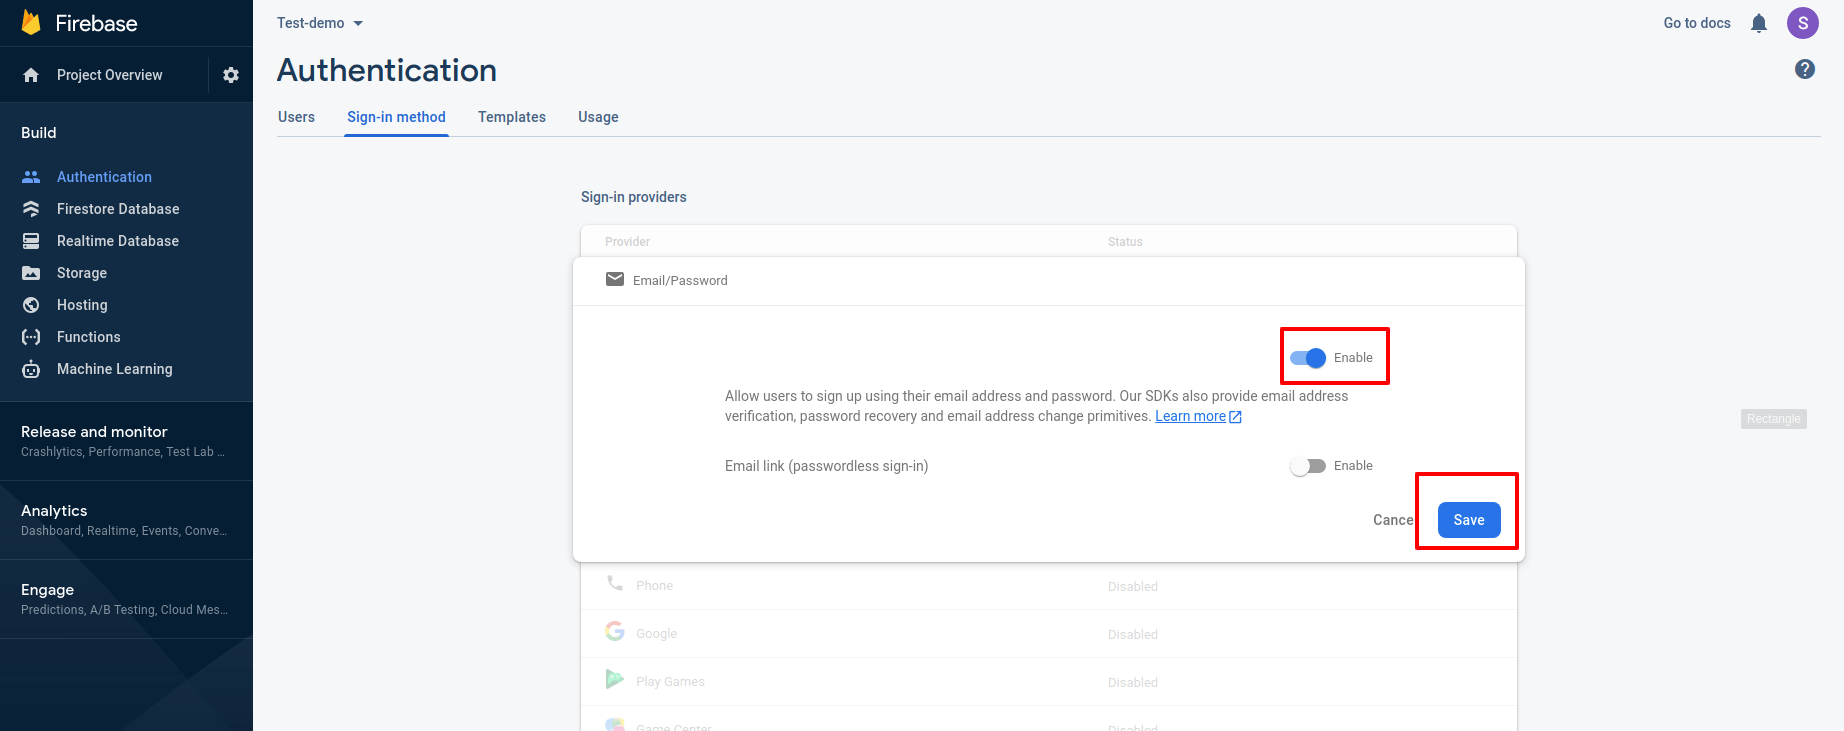 Firebase
Project Overview
Build
Authentication
Firestore Database
Realtime Database
Storage
Hosting
Functions
Machine Learning
Release and monitor
Crashlytics, Performance, Test Lab ...
Analytics
Dashboard, Realtime, Events, Conve...
Engage
Predictions, A/B Testing, Cloud Mes...
Test-demo
Go to docs
S
Authentication
?
Users Sign-in method Templates Usage
Sign-in providers
Provider Status
Email/Password
Enable
Allow users to sign up using their email address and password. Our SDKs also provide email address
verification, password recovery and email address change primitives. Learn more
Rectangle
Email link (passwordless sign-in) Enable
Cancel Save
Phone Disabled
Google Disabled
Play Games Disabled
Game Center Disabled